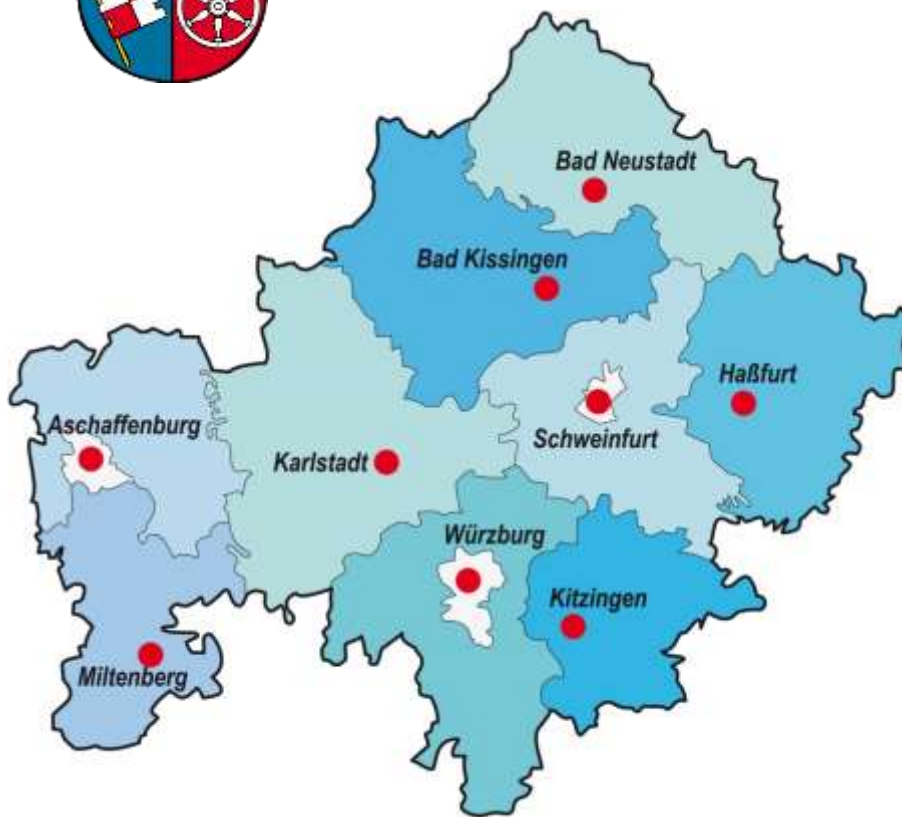 Bad Neustadt
Bad Kissingen
Haßfurt
Aschaffenburg
Schweinfurt
Karlstadt
Würzburg
Kitzingen
Miltenberg